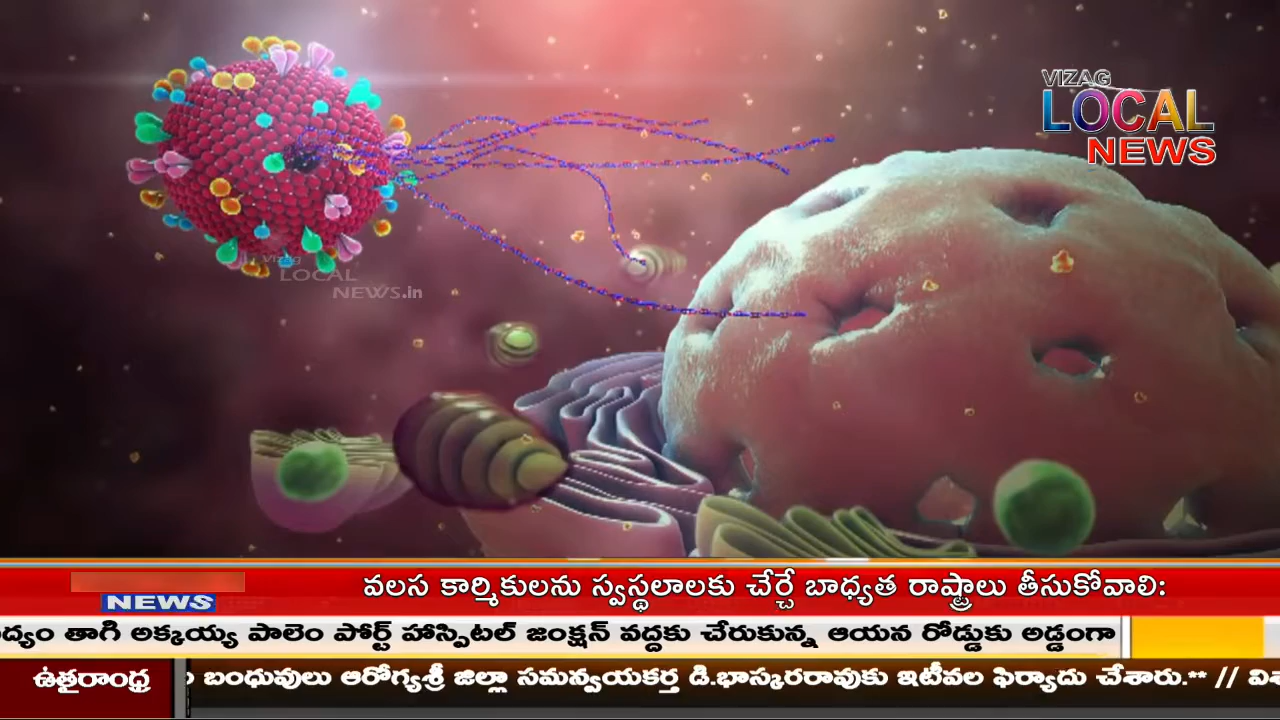 VIZAG
LOCAL
NEWS
Vizag
LOCAL
NEWS.in
వలస కార్మికులను స్వస్థలాలకు చేర్చే బాధ్యత రాష్ట్రాలు తీసుకోవాలి:
NEWS
ద్యం తాగి అక్కయ్య పాలెం పోర్ట్ హాస్పిటల్ జంక్షన్ వద్దకు చేరుకున్న ఆయన రోడ్డుకు అడ్డంగా
ఉత్తరాంధ్ర బంధువులు ఆరోగ్యశ్రీ జిల్లా సమన్వయకర్త డి.భాస్కరరావుకు ఇటీవల ఫిర్యాదు చేశారు.** //